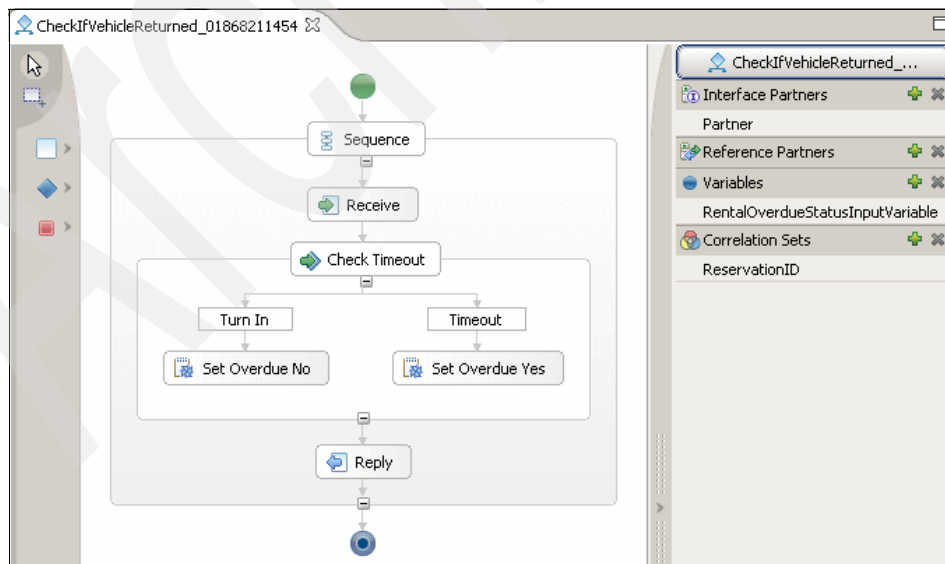 CheckIfVehicleReturned_01868211454
Sequence
Receive
Check Timeout
Turn In
Timeout
Set Overdue No
Set Overdue Yes
Reply
CheckIfVehicleReturned_...
Interface Partners
Partner
Reference Partners
Variables
RentalOverdueStatusInputVariable
Correlation Sets
ReservationID